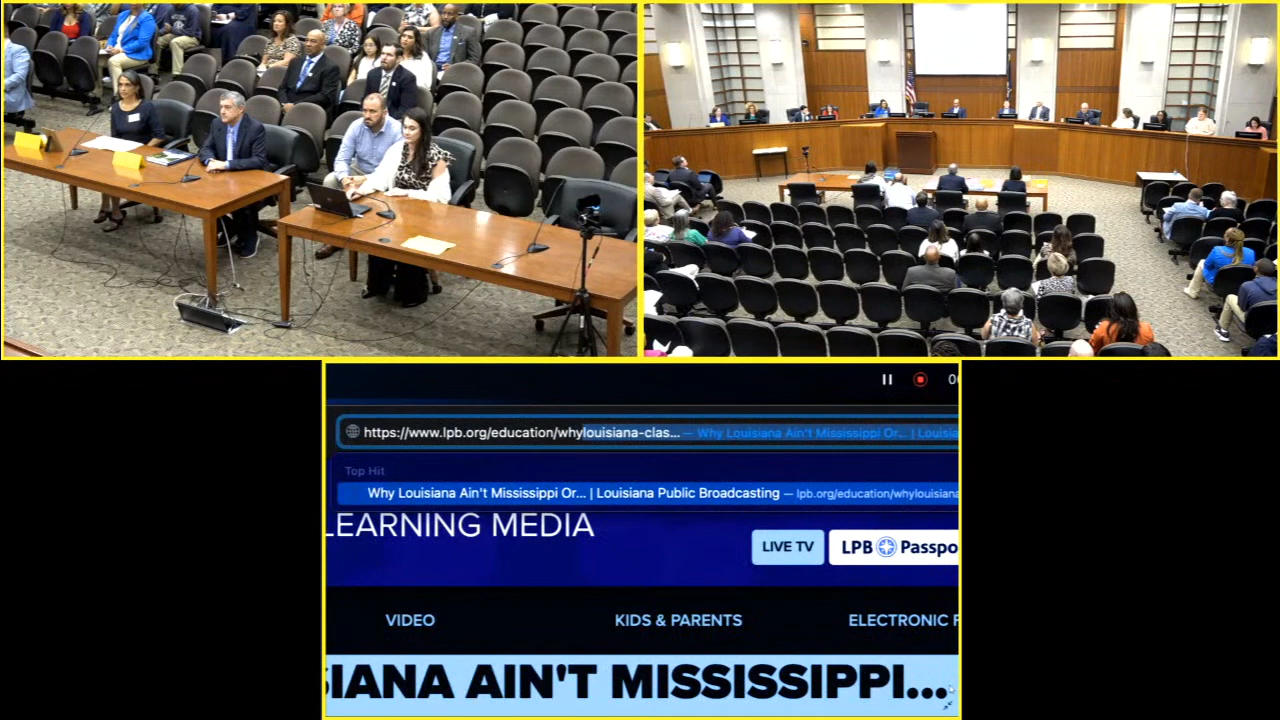 00
https://www.lpb.org/education/whylouisiana-clas... — Why Louisiana Ain't Mississippi Or... | Louisia
Top Hit
Why Louisiana Ain't Mississippi Or... | Louisiana Public Broadcasting — lpb.org/education/whylouisiana
LEARNING MEDIA
LIVE TV
LPB Passpo
VIDEO
KIDS & PARENTS
ELECTRONIC F
SIANA AIN'T MISSISSIPPI...